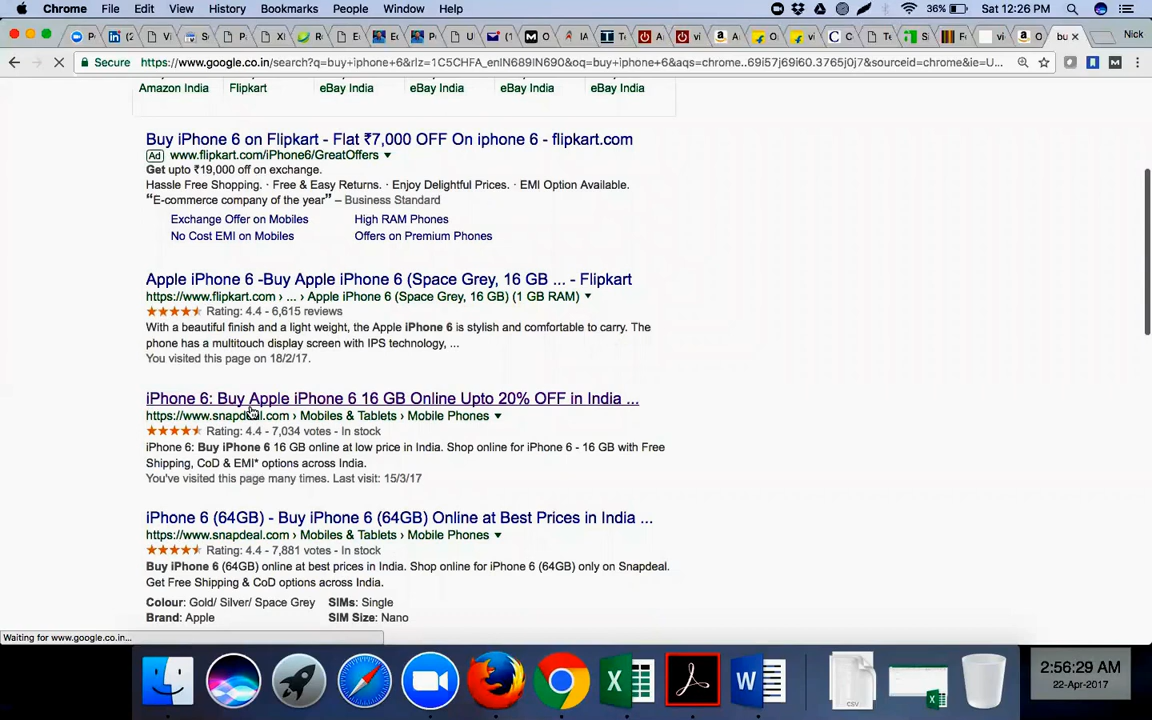 Chrome File Edit View History Bookmarks People Window Help 36% Sat 12:26 PM
Nick
Secure https://www.google.co.in/search?q=buy+iphone+6&rlz=1C5CHFA_enIN689IN690&oq=buy+iphone+6&aqs=chrome..69i57j69i60.3765j0j7&sourceid=chrome&ie=U...
Amazon India Flipkart eBay India eBay India eBay India eBay India
Buy iPhone 6 on Flipkart - Flat ₹7,000 OFF On iphone 6 - flipkart.com
Ad www.flipkart.com/iPhone6/GreatOffers
Get upto ₹19,000 off on exchange.
Hassle Free Shopping. · Free & Easy Returns. · Enjoy Delightful Prices. · EMI Option Available.
“E-commerce company of the year” – Business Standard
Exchange Offer on Mobiles High RAM Phones
No Cost EMI on Mobiles Offers on Premium Phones
Apple iPhone 6 -Buy Apple iPhone 6 (Space Grey, 16 GB ... - Flipkart
https://www.flipkart.com › ... › Apple iPhone 6 (Space Grey, 16 GB) (1 GB RAM)
Rating: 4.4 - 6,615 reviews
With a beautiful finish and a light weight, the Apple iPhone 6 is stylish and comfortable to carry. The
phone has a multitouch display screen with IPS technology, ...
You visited this page on 18/2/17.
iPhone 6: Buy Apple iPhone 6 16 GB Online Upto 20% OFF in India ...
https://www.snapdeal.com › Mobiles & Tablets › Mobile Phones
Rating: 4.4 - 7,034 votes - In stock
iPhone 6: Buy iPhone 6 16 GB online at low price in India. Shop online for iPhone 6 - 16 GB with Free
Shipping, CoD & EMI* options across India.
You've visited this page many times. Last visit: 15/3/17
iPhone 6 (64GB) - Buy iPhone 6 (64GB) Online at Best Prices in India ...
https://www.snapdeal.com › Mobiles & Tablets › Mobile Phones
Rating: 4.4 - 7,881 votes - In stock
Buy iPhone 6 (64GB) online at best prices in India. Shop online for iPhone 6 (64GB) only on Snapdeal.
Get Free Shipping & CoD options across India.
Colour: Gold/ Silver/ Space Grey SIMs: Single
Brand: Apple SIM Size: Nano
Waiting for www.google.co.in...
2:56:29 AM
22-Apr-2017
CSV